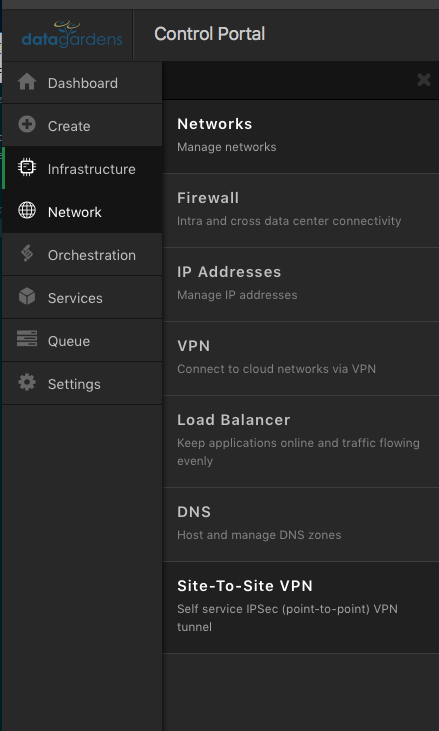 datagardens
Control Portal
Dashboard
Create
Infrastructure
Network
Orchestration
Services
Queue
Settings
Networks
Manage networks
Firewall
Intra and cross data center connectivity
IP Addresses
Manage IP addresses
VPN
Connect to cloud networks via VPN
Load Balancer
Keep applications online and traffic flowing
evenly
DNS
Host and manage DNS zones
Site-To-Site VPN
Self service IPSec (point-to-point) VPN
tunnel